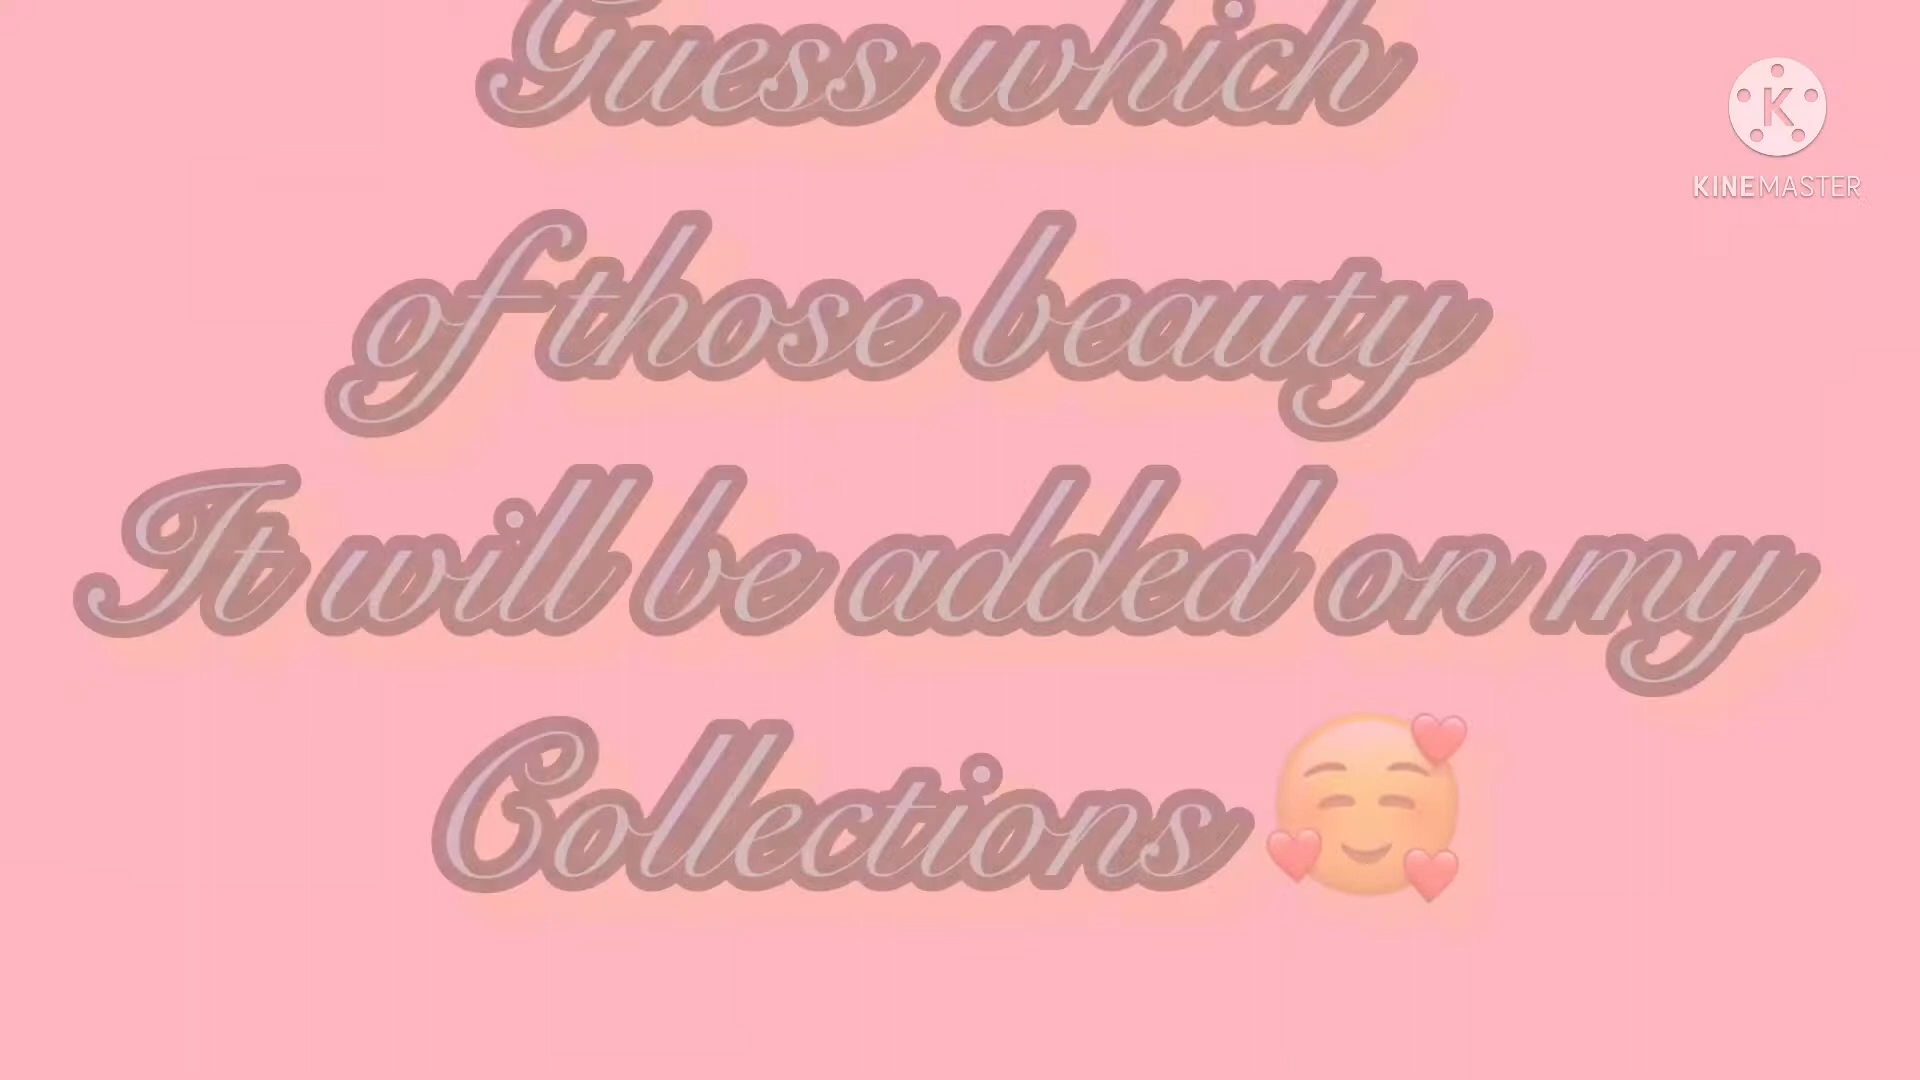 Guess which
of those beauty
It will be added on my
Collections 🥰
K
KINEMASTER